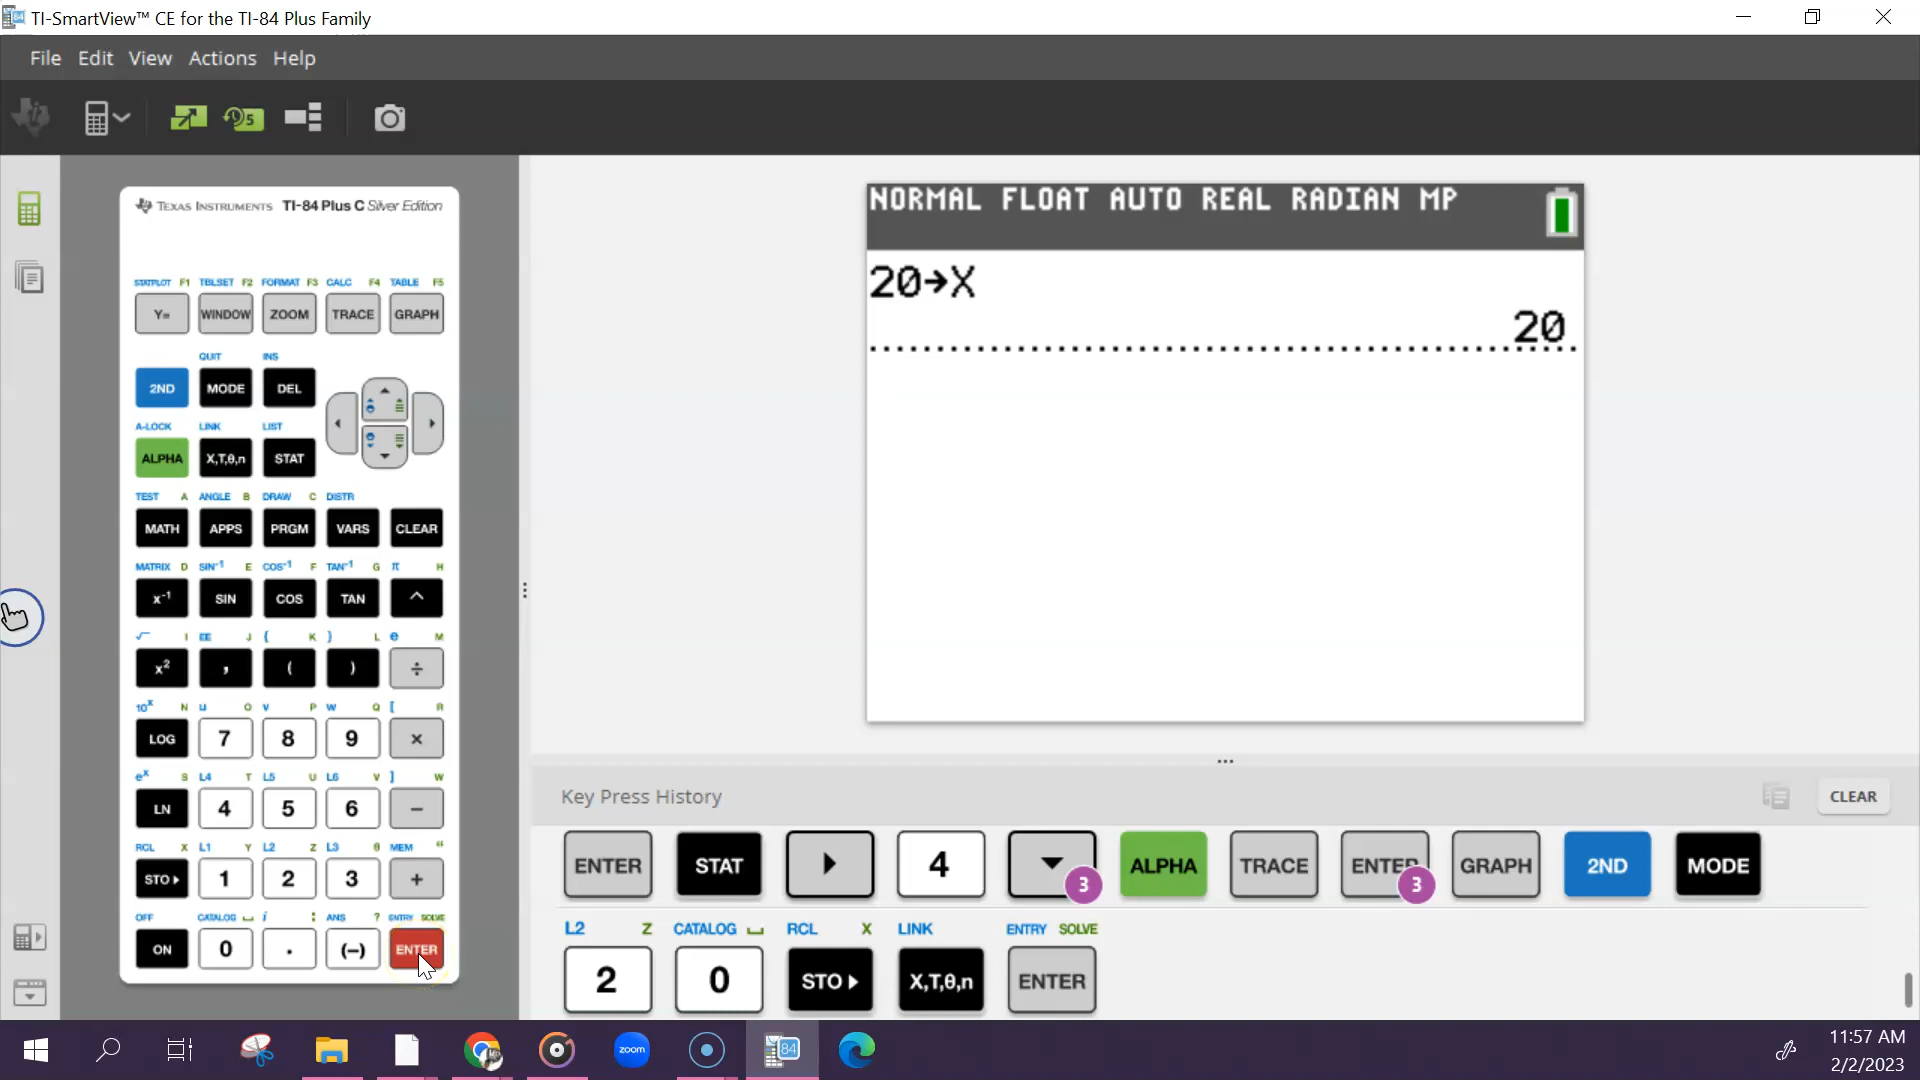 TI-SmartView™ CE for the TI-84 Plus Family
File Edit View Actions Help
5
TEXAS INSTRUMENTS TI-84 Plus C Silver Edition
STATPLOT F1 TBLSET F2 FORMAT F3 CALC F4 TABLE F5
Y= WINDOW ZOOM TRACE GRAPH
QUIT INS
2ND MODE DEL
A-LOCK LINK LIST
ALPHA X,T,θ,n STAT
TEST A ANGLE B DRAW C DISTR
MATH APPS PRGM VARS CLEAR
MATRIX D SIN⁻¹ E COS⁻¹ F TAN⁻¹ G π H
x⁻¹ SIN COS TAN ^
√ I EE J { K } L e M
x² , ( ) ÷
10ˣ N u O v P w Q [ R
LOG 7 8 9 ×
eˣ S L4 T L5 U L6 V ] W
LN 4 5 6 −
RCL X L1 Y L2 Z L3 θ MEM "
STO▸ 1 2 3 +
OFF CATALOG ⎵ i : ANS ? ENTRY SOLVE
ON 0 . (−) ENTER
NORMAL FLOAT AUTO REAL RADIAN MP
20→X
20
Key Press History
CLEAR
ENTER STAT ▸ 4 ▾ 3 ALPHA TRACE ENTER 3 GRAPH 2ND MODE
L2 Z CATALOG ⎵ RCL X LINK ENTRY SOLVE
2 0 STO▸ X,T,θ,n ENTER
zoom
84
11:57 AM
2/2/2023